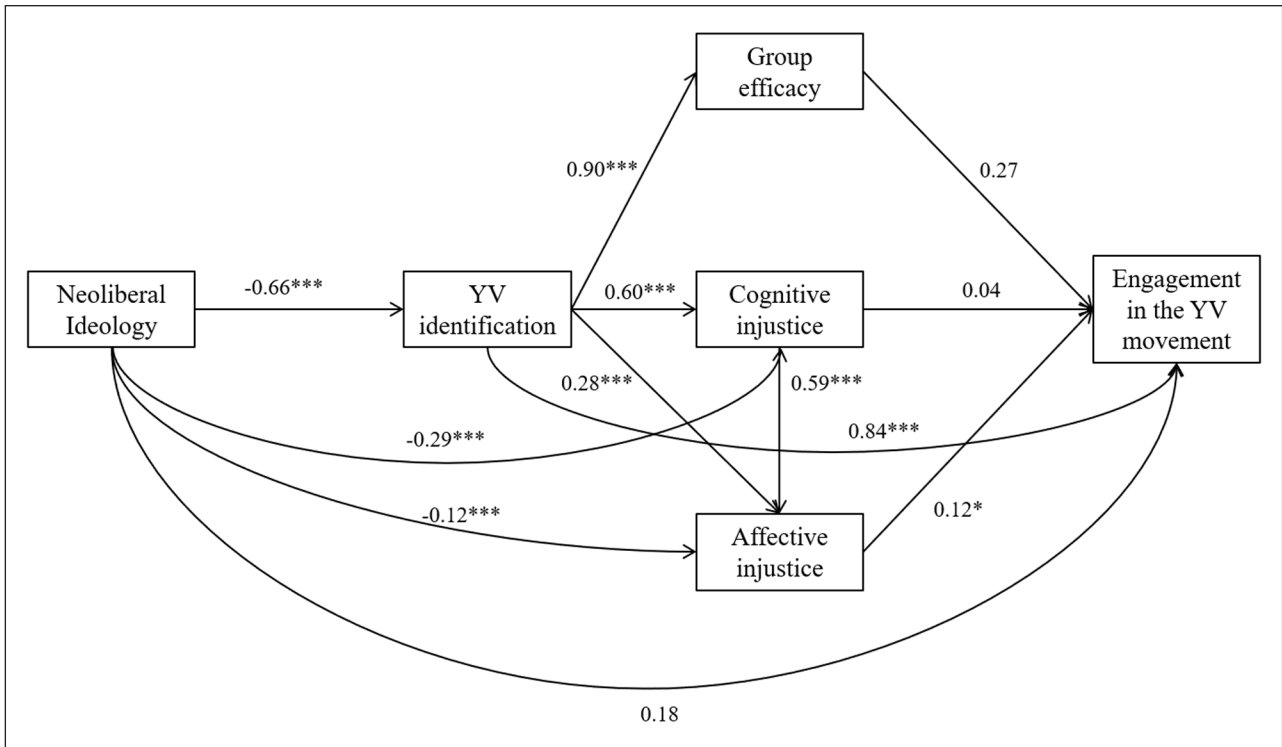 Group
efficacy
0.90***
0.27
Neoliberal
Ideology
-0.66***
YV
identification
0.60***
Cognitive
injustice
0.04
Engagement
in the YV
movement
0.28***
0.59***
-0.29***
0.84***
-0.12***
Affective
injustice
0.12*
0.18